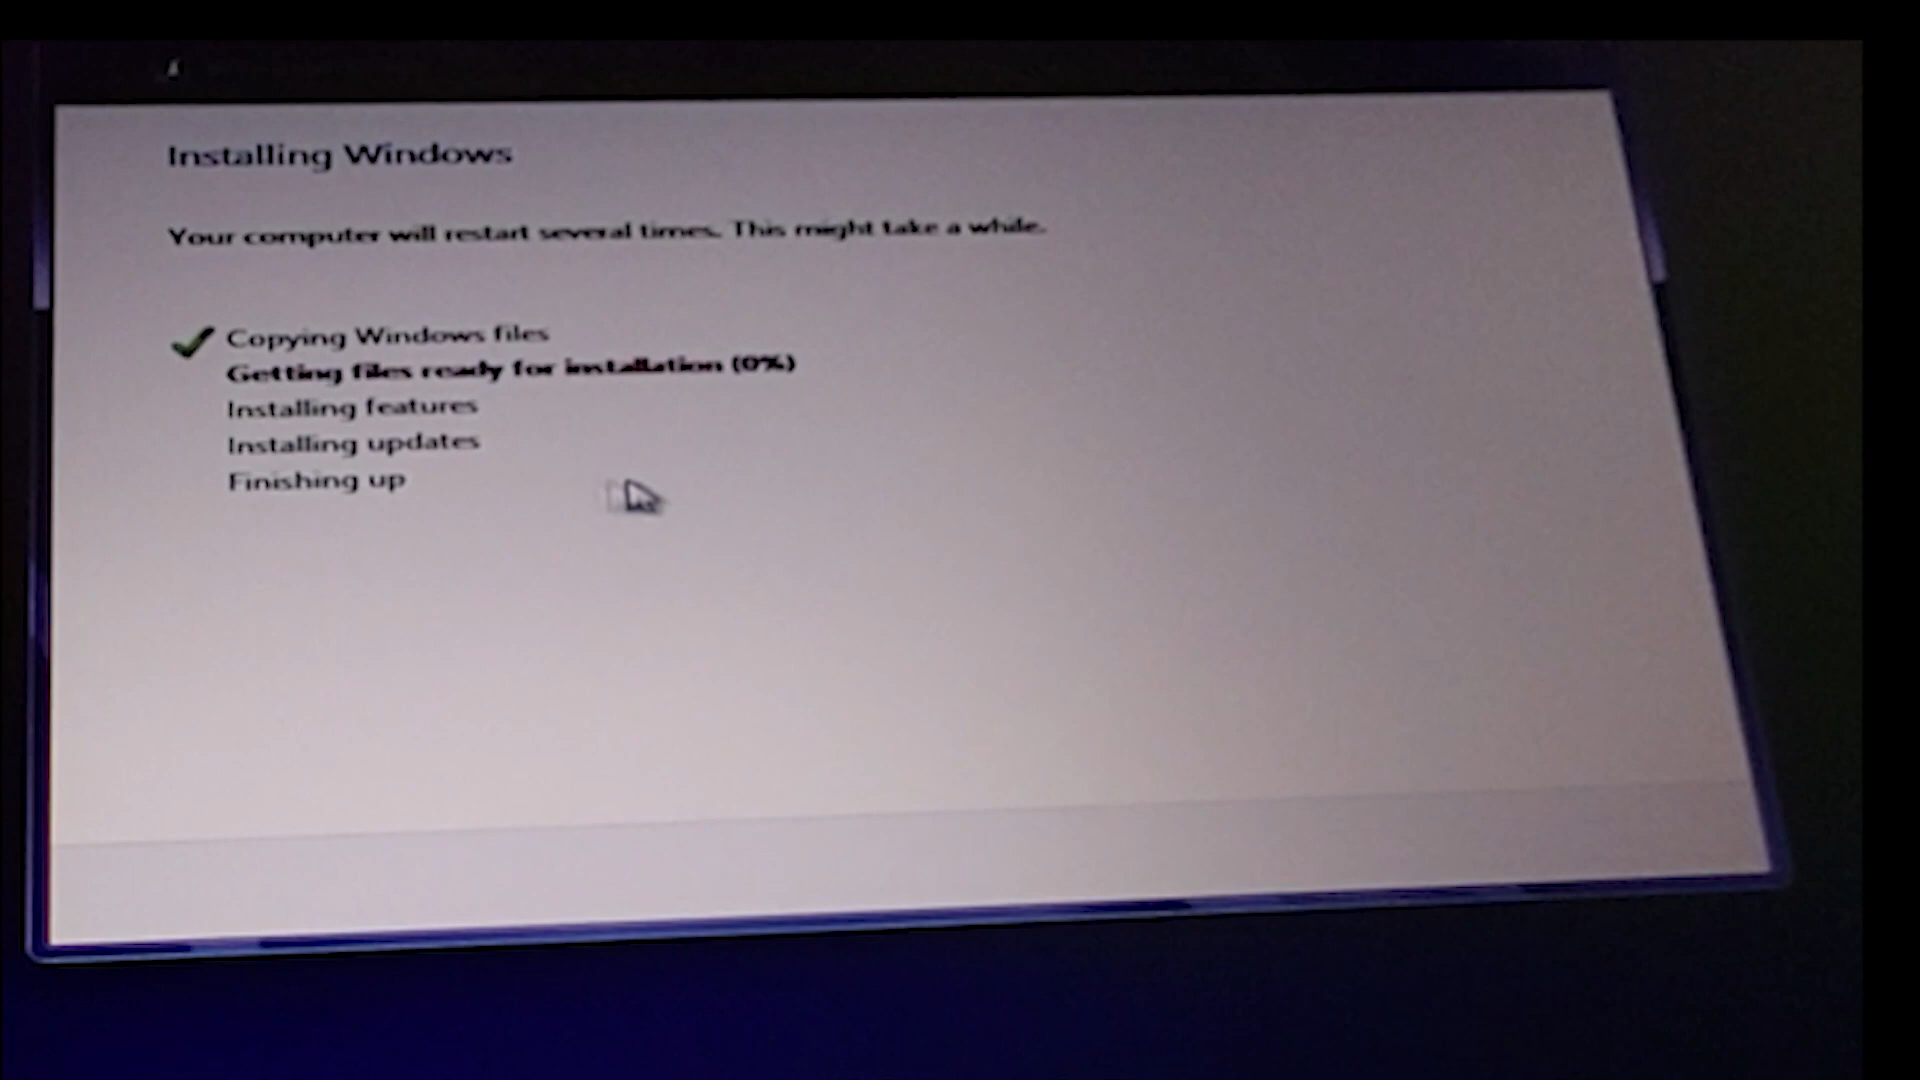 Installing Windows
Your computer will restart several times. This might take a while.
Copying Windows files
Getting files ready for installation (0%)
Installing features
Installing updates
Finishing up